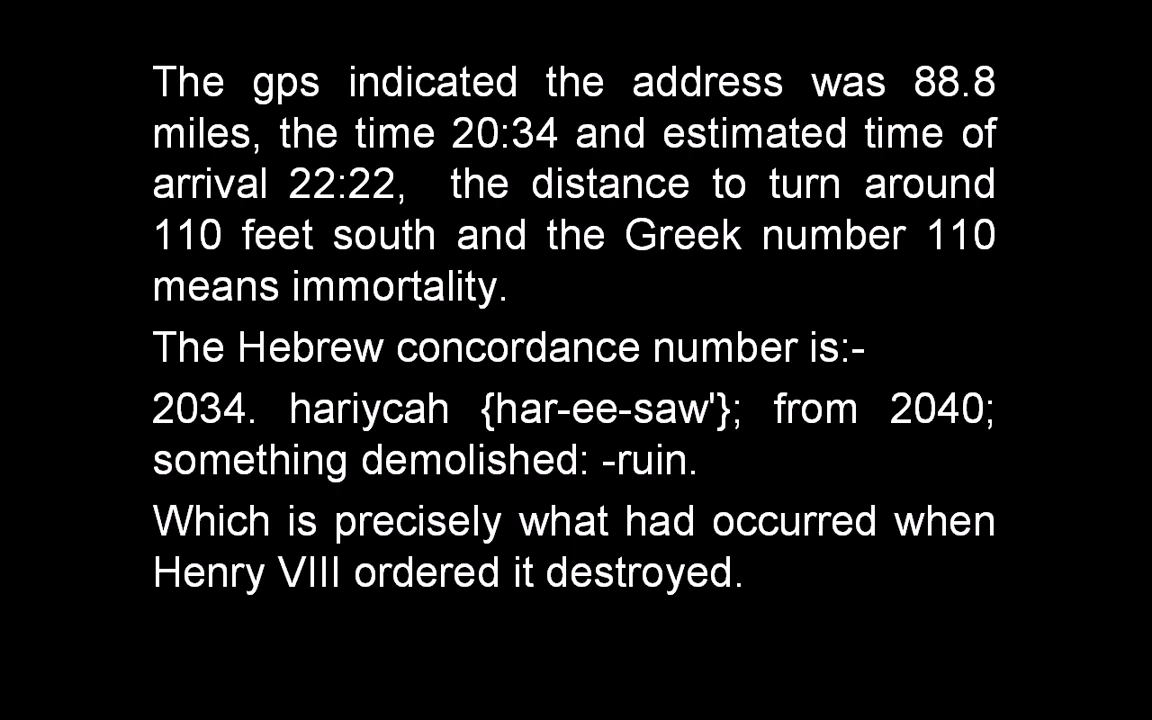 The gps indicated the address was 88.8
miles, the time 20:34 and estimated time of
arrival 22:22, the distance to turn around
110 feet south and the Greek number 110
means immortality.
The Hebrew concordance number is:-
2034. hariycah {har-ee-saw'}; from 2040;
something demolished: -ruin.
Which is precisely what had occurred when
Henry VIII ordered it destroyed.